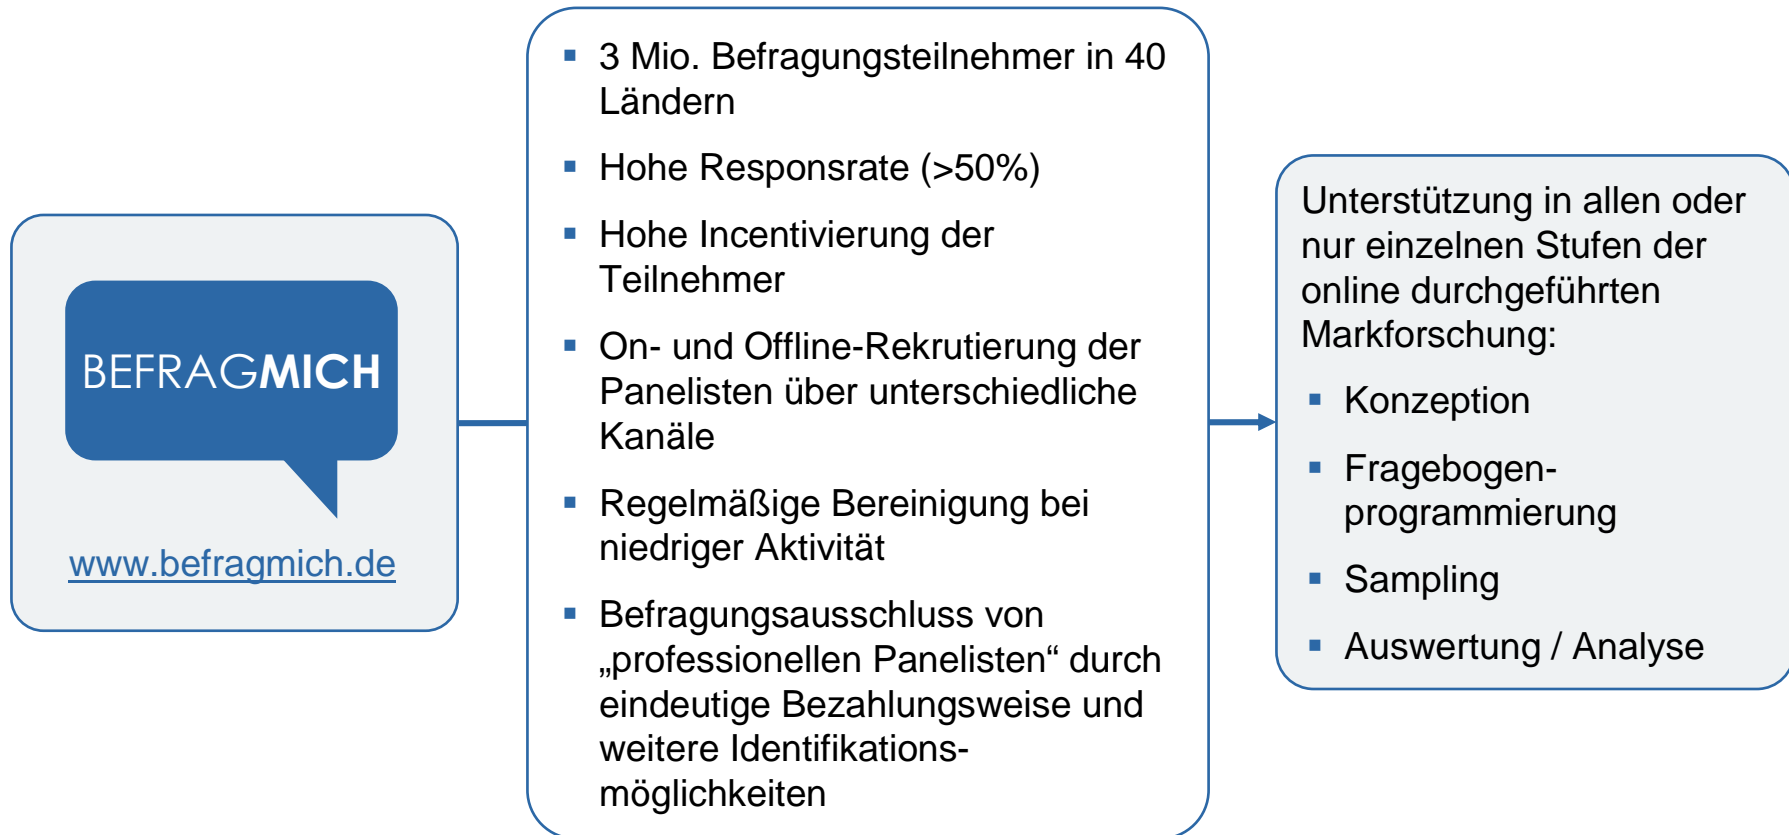 BEFRAGMICH
www.befragmich.de
▪ 3 Mio. Befragungsteilnehmer in 40
Ländern
▪ Hohe Responsrate (>50%)
▪ Hohe Incentivierung der
Teilnehmer
▪ On- und Offline-Rekrutierung der
Panelisten über unterschiedliche
Kanäle
▪ Regelmäßige Bereinigung bei
niedriger Aktivität
▪ Befragungsausschluss von
„professionellen Panelisten“ durch
eindeutige Bezahlungsweise und
weitere Identifikations-
möglichkeiten
Unterstützung in allen oder
nur einzelnen Stufen der
online durchgeführten
Markforschung:
▪ Konzeption
▪ Fragebogen-
programmierung
▪ Sampling
▪ Auswertung / Analyse